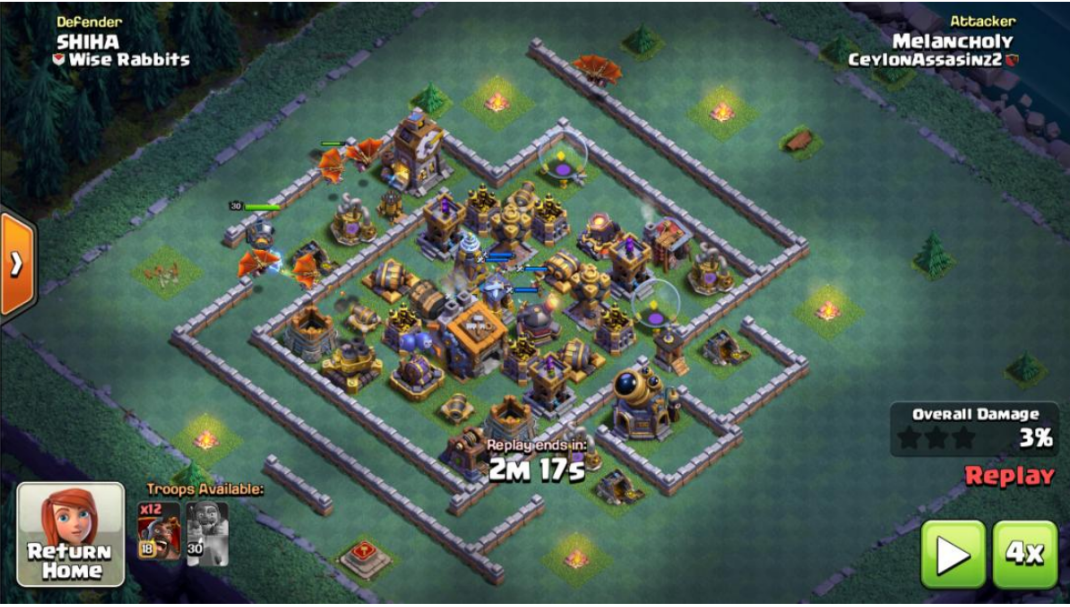 Defender
SHIHA
Wise Rabbits
Attacker
Melancholy
CeylonAssasinz2
30
Overall Damage
3%
Replay
Replay ends in:
2M 17s
Troops Available:
x12
18
30
Return
Home
4x